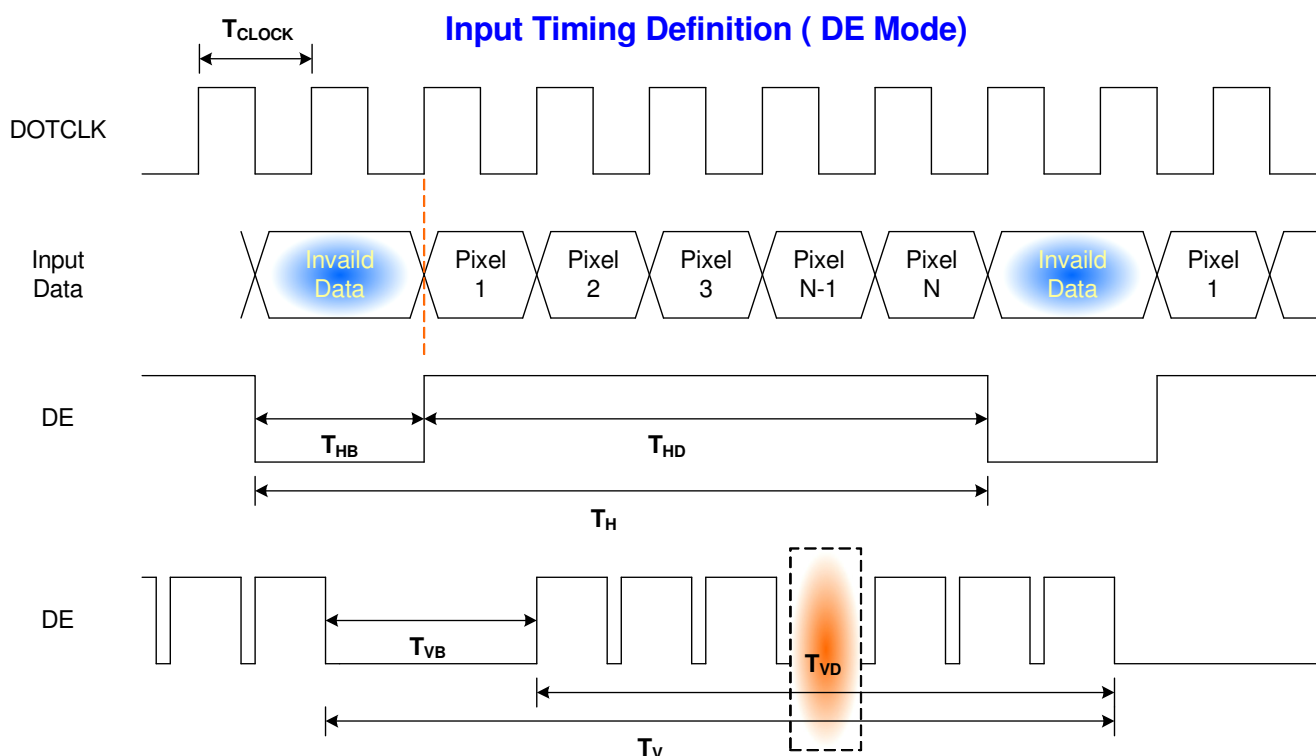 Input Timing Definition ( DE Mode)
TCLOCK
DOTCLK
Input
Data
Invaild
Data
Pixel
1
Pixel
2
Pixel
3
Pixel
N-1
Pixel
N
Invaild
Data
Pixel
1
DE
THB
THD
TH
DE
TVB
TVD
TV